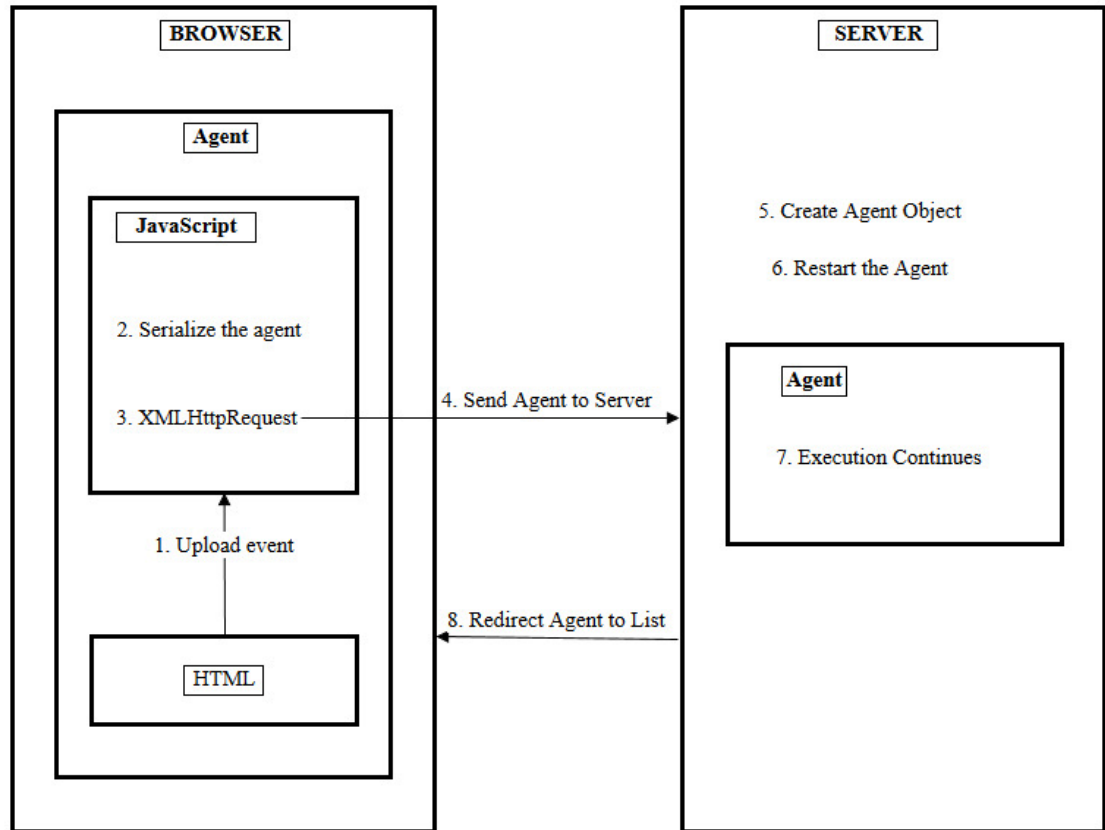 BROWSER
Agent
JavaScript
2. Serialize the agent
3. XMLHttpRequest
1. Upload event
HTML
4. Send Agent to Server
8. Redirect Agent to List
SERVER
5. Create Agent Object
6. Restart the Agent
Agent
7. Execution Continues